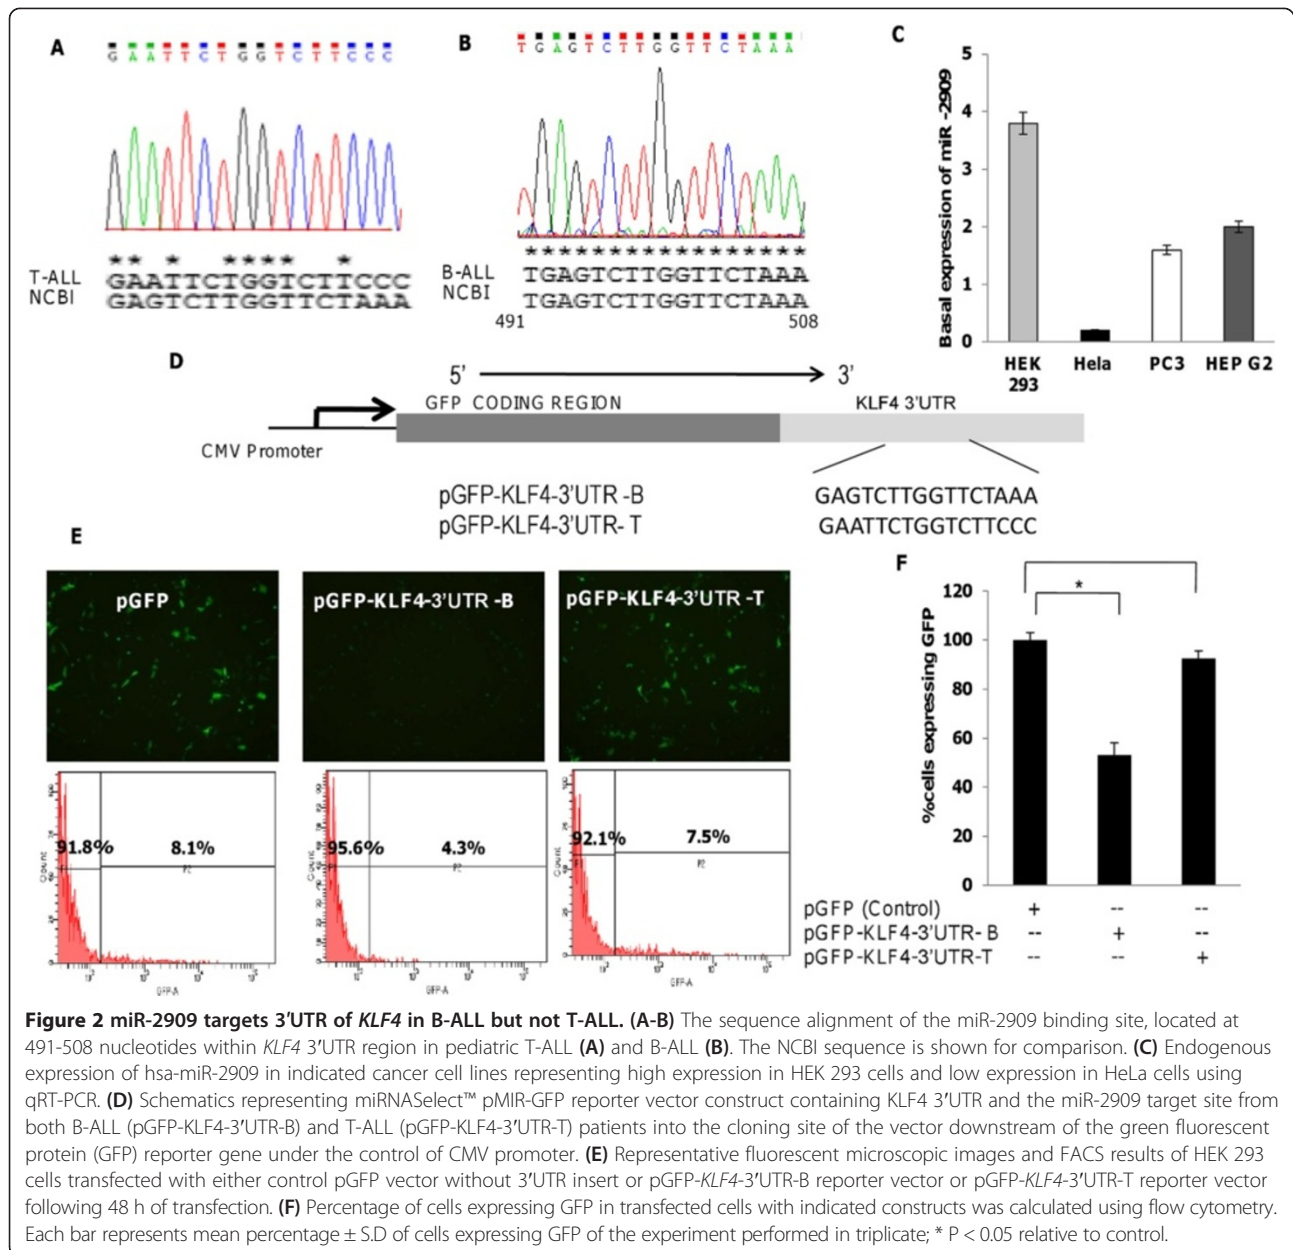 A
G A A T T C T G G T C T T C C C
T-ALL GAATTCTGGTCTTCCC
NCBI GAGTCTTGGTTCTAAA
B
T G A G T C T T G G T T C T A A A
* * * * * * * * * * * * * * * * *
B-ALL TGAGTCTTGGTTCTAAA
NCBI TGAGTCTTGGTTCTAAA
491 508
C
Basal expression of miR -2909
5
4
3
2
1
0
HEK 293 Hela PC3 HEP G2
D
5' 3'
GFP CODING REGION KLF4 3'UTR
CMV Promoter
pGFP-KLF4-3'UTR -B GAGTCTTGGTTCTAAA
pGFP-KLF4-3'UTR- T GAATTCTGGTCTTCCC
E
pGFP pGFP-KLF4-3'UTR -B pGFP-KLF4-3'UTR -T
91.8% 8.1% 95.6% 4.3% 92.1% 7.5%
GFP-A GFP-A GFP-A
F
*
%cells expressing GFP
120
100
80
60
40
20
0
pGFP (Control) + -- --
pGFP-KLF4-3'UTR- B -- + --
pGFP-KLF4-3'UTR-T -- -- +
Figure 2 miR-2909 targets 3'UTR of KLF4 in B-ALL but not T-ALL. (A-B) The sequence alignment of the miR-2909 binding site, located at
491-508 nucleotides within KLF4 3'UTR region in pediatric T-ALL (A) and B-ALL (B). The NCBI sequence is shown for comparison. (C) Endogenous
expression of hsa-miR-2909 in indicated cancer cell lines representing high expression in HEK 293 cells and low expression in HeLa cells using
qRT-PCR. (D) Schematics representing miRNASelect™ pMIR-GFP reporter vector construct containing KLF4 3'UTR and the miR-2909 target site from
both B-ALL (pGFP-KLF4-3'UTR-B) and T-ALL (pGFP-KLF4-3'UTR-T) patients into the cloning site of the vector downstream of the green fluorescent
protein (GFP) reporter gene under the control of CMV promoter. (E) Representative fluorescent microscopic images and FACS results of HEK 293
cells transfected with either control pGFP vector without 3'UTR insert or pGFP-KLF4-3'UTR-B reporter vector or pGFP-KLF4-3'UTR-T reporter vector
following 48 h of transfection. (F) Percentage of cells expressing GFP in transfected cells with indicated constructs was calculated using flow cytometry.
Each bar represents mean percentage ± S.D of cells expressing GFP of the experiment performed in triplicate; * P < 0.05 relative to control.